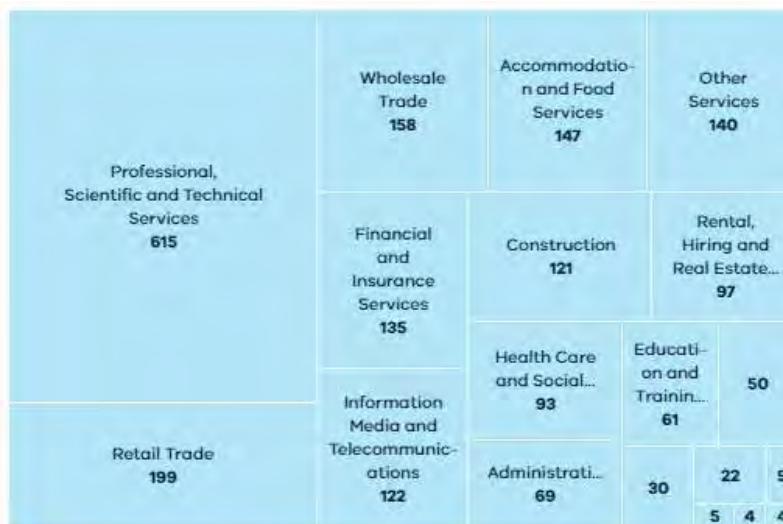 Professional,
Scientific and Technical
Services
615
Retail Trade
199
Wholesale
Trade
158
Accommodatio-
n and Food
Services
147
Other
Services
140
Financial
and
Insurance
Services
135
Information
Media and
Telecommunic-
ations
122
Construction
121
Rental,
Hiring and
Real Estate...
97
Health Care
and Social...
93
Administrati...
69
Educati-
on and
Trainin...
61
50
30
22
5
4